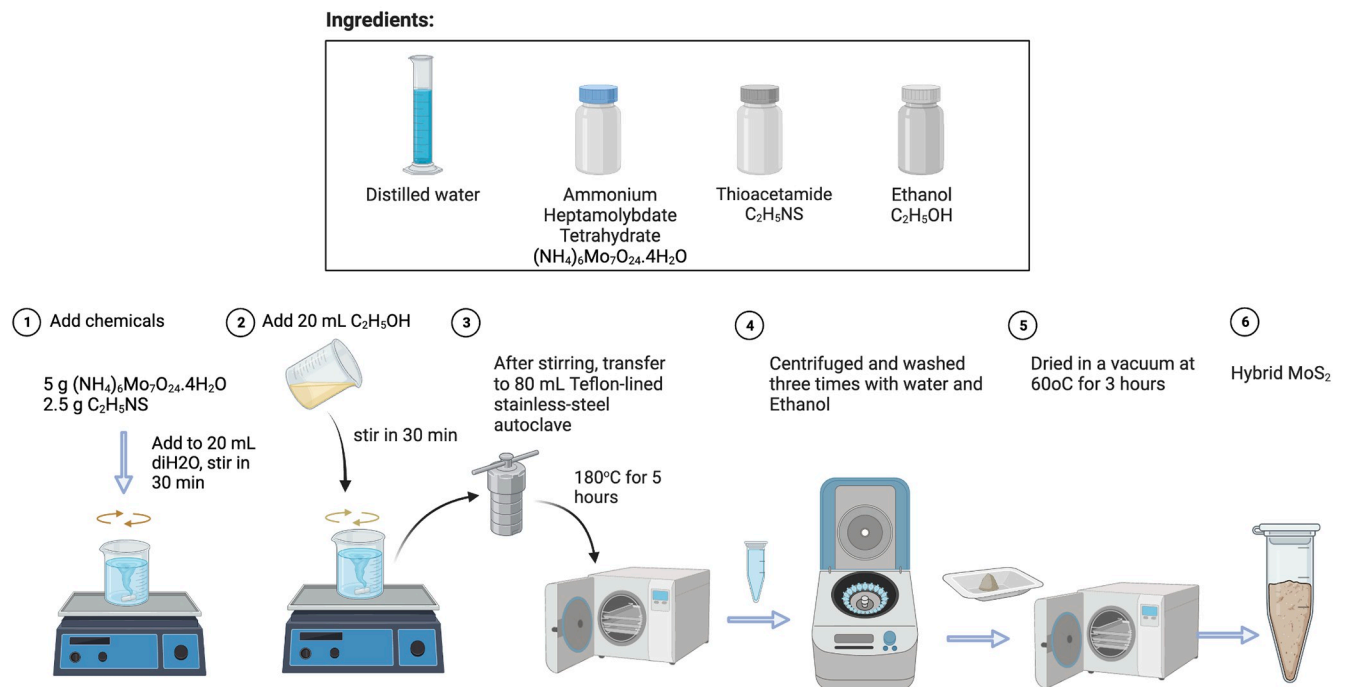 Ingredients:
Distilled water
Ammonium
Heptamolybdate
Tetrahydrate
(NH₄)₆Mo₇O₂₄.4H₂O
Thioacetamide
C₂H₅NS
Ethanol
C₂H₅OH
1 Add chemicals
5 g (NH₄)₆Mo₇O₂₄.4H₂O
2.5 g C₂H₅NS
Add to 20 mL
diH2O, stir in
30 min
2 Add 20 mL C₂H₅OH
stir in 30 min
3
After stirring, transfer
to 80 mL Teflon-lined
stainless-steel
autoclave
180ºC for 5
hours
4
Centrifuged and washed
three times with water and
Ethanol
5
Dried in a vacuum at
60oC for 3 hours
6
Hybrid MoS₂